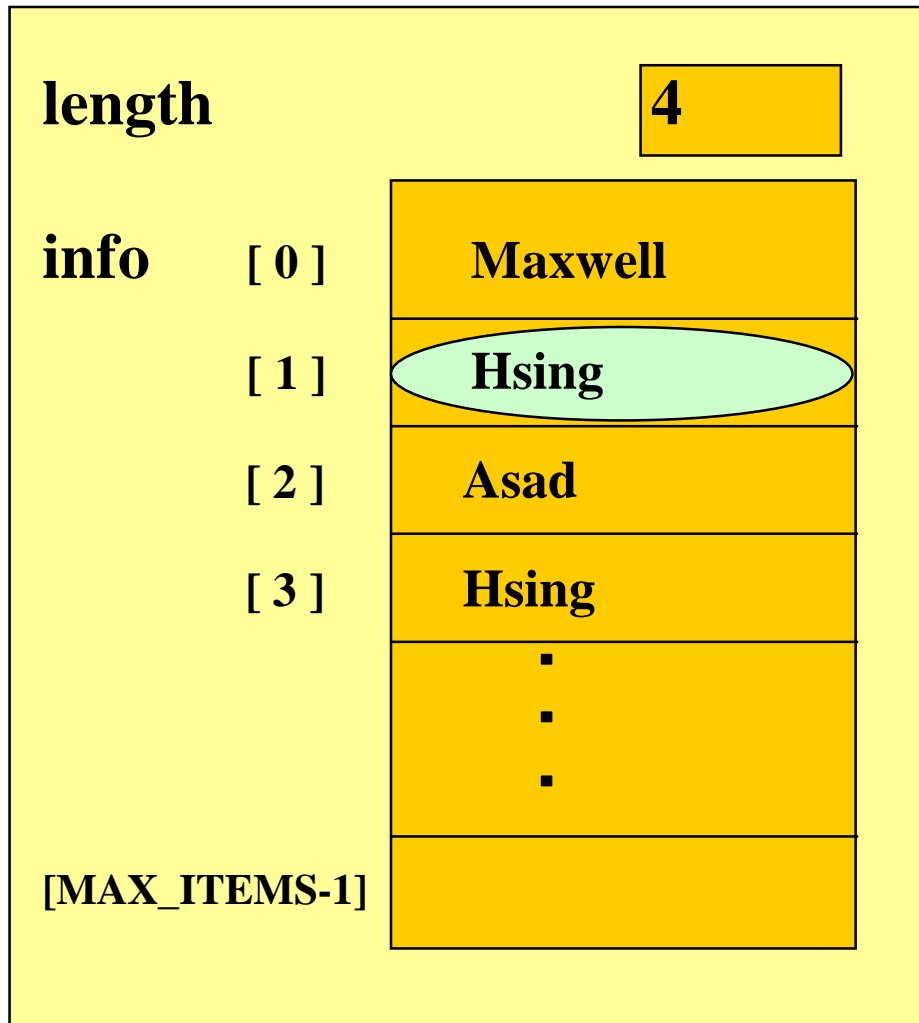 length 4
info [ 0 ] Maxwell
[ 1 ] Hsing
[ 2 ] Asad
[ 3 ] Hsing
.
.
.
[MAX_ITEMS-1]